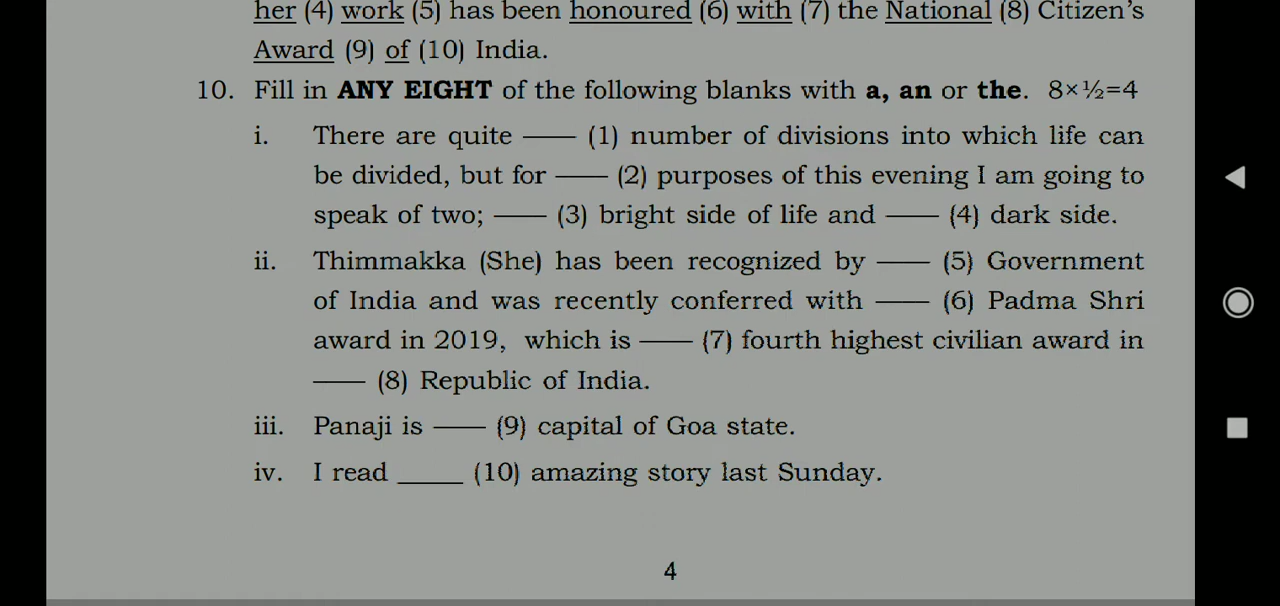 her (4) work (5) has been honoured (6) with (7) the National (8) Citizen's
Award (9) of (10) India.
10. Fill in ANY EIGHT of the following blanks with a, an or the. 8×½=4
i. There are quite —— (1) number of divisions into which life can
be divided, but for —— (2) purposes of this evening I am going to
speak of two; —— (3) bright side of life and —— (4) dark side.
ii. Thimmakka (She) has been recognized by —— (5) Government
of India and was recently conferred with —— (6) Padma Shri
award in 2019, which is —— (7) fourth highest civilian award in
—— (8) Republic of India.
iii. Panaji is —— (9) capital of Goa state.
iv. I read _____ (10) amazing story last Sunday.
4